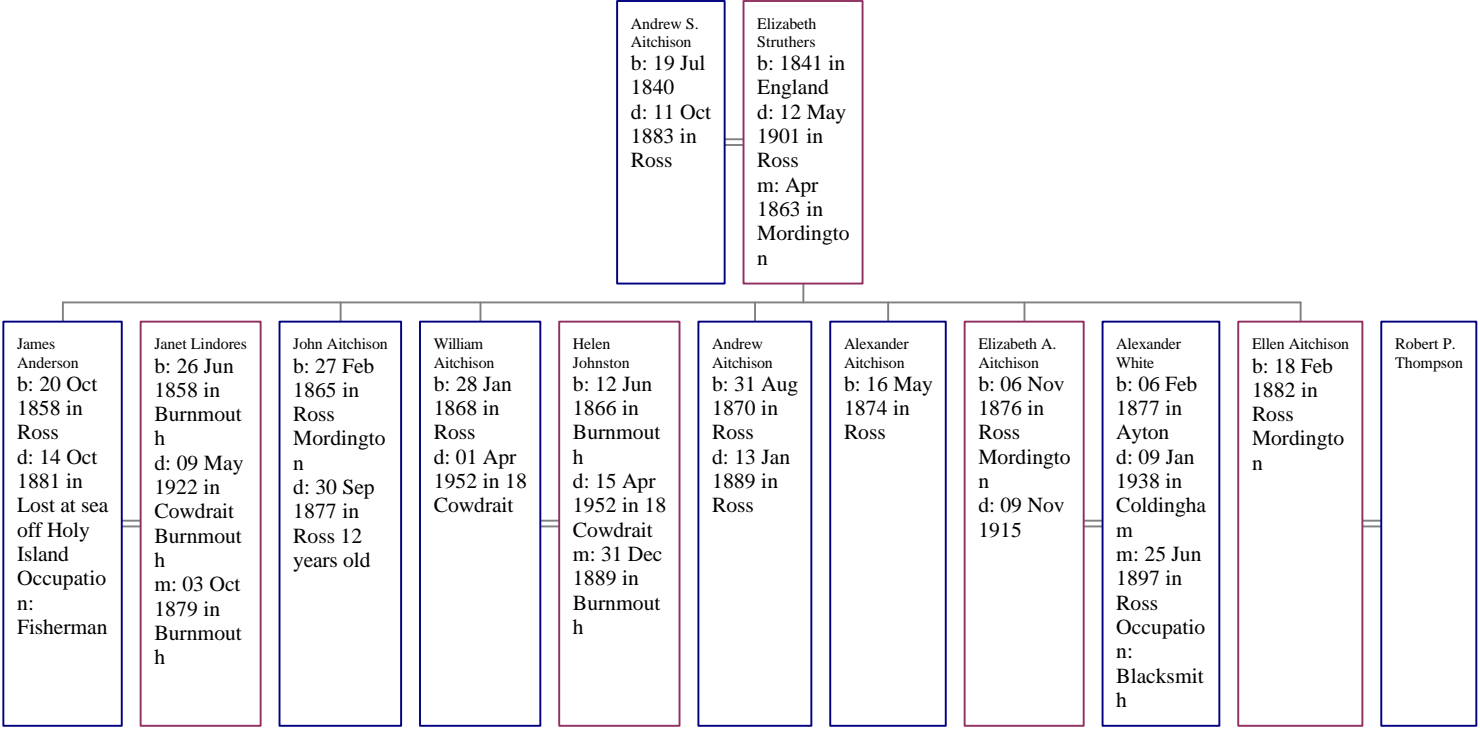 Andrew S.
Aitchison
b: 19 Jul
1840
d: 11 Oct
1883 in
Ross
Elizabeth
Struthers
b: 1841 in
England
d: 12 May
1901 in
Ross
m: Apr
1863 in
Mordingto
n
James
Anderson
b: 20 Oct
1858 in
Ross
d: 14 Oct
1881 in
Lost at sea
off Holy
Island
Occupatio
n:
Fisherman
Janet Lindores
b: 26 Jun
1858 in
Burnmout
h
d: 09 May
1922 in
Cowdrait
Burnmout
h
m: 03 Oct
1879 in
Burnmout
h
John Aitchison
b: 27 Feb
1865 in
Ross
Mordingto
n
d: 30 Sep
1877 in
Ross 12
years old
William
Aitchison
b: 28 Jan
1868 in
Ross
d: 01 Apr
1952 in 18
Cowdrait
Helen
Johnston
b: 12 Jun
1866 in
Burnmout
h
d: 15 Apr
1952 in 18
Cowdrait
m: 31 Dec
1889 in
Burnmout
h
Andrew
Aitchison
b: 31 Aug
1870 in
Ross
d: 13 Jan
1889 in
Ross
Alexander
Aitchison
b: 16 May
1874 in
Ross
Elizabeth A.
Aitchison
b: 06 Nov
1876 in
Ross
Mordingto
n
d: 09 Nov
1915
Alexander
White
b: 06 Feb
1877 in
Ayton
d: 09 Jan
1938 in
Coldingha
m
m: 25 Jun
1897 in
Ross
Occupatio
n:
Blacksmit
h
Ellen Aitchison
b: 18 Feb
1882 in
Ross
Mordingto
n
Robert P.
Thompson